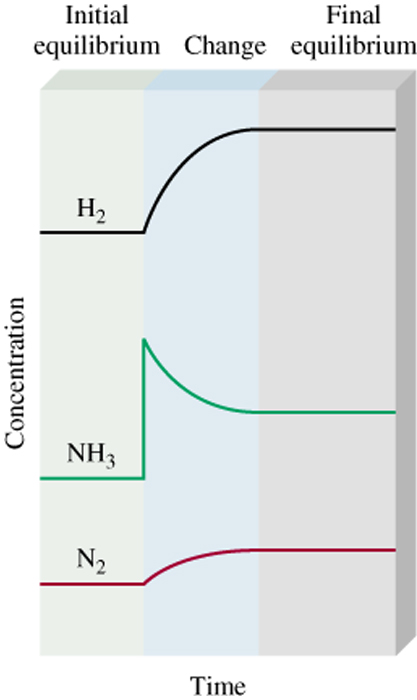 Initial
equilibrium
Change
Final
equilibrium
H₂
NH₃
N₂
Concentration
Time